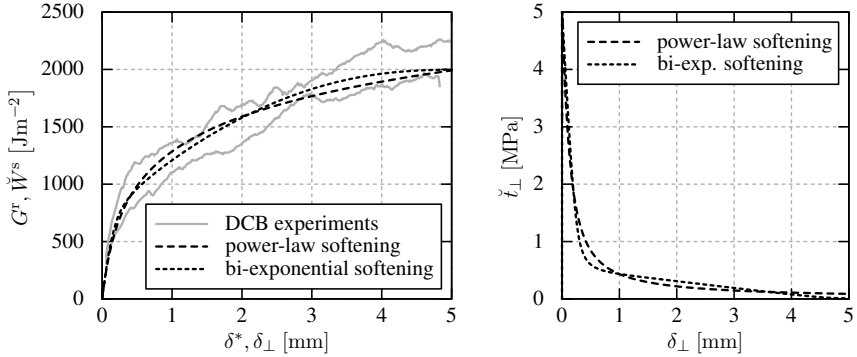 2500
2000
1500
1000
500
0
G^r, W̆^s [Jm⁻²]
DCB experiments
power-law softening
bi-exponential softening
0 1 2 3 4 5
δ*, δ⊥ [mm]
5
4
3
2
1
0
t̆⊥ [MPa]
power-law softening
bi-exp. softening
0 1 2 3 4 5
δ⊥ [mm]